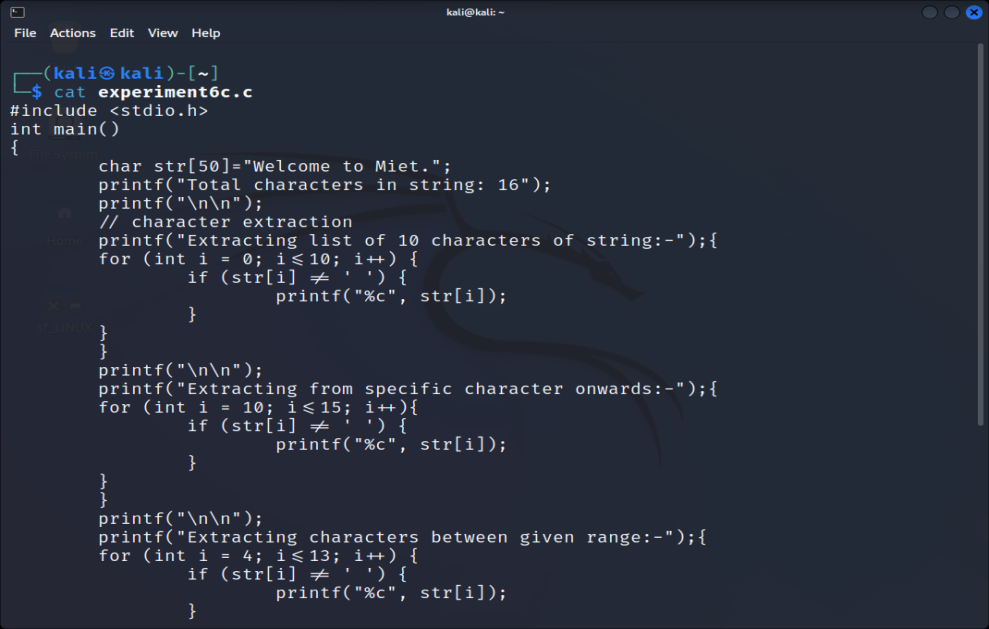 kali@kali: ~
File Actions Edit View Help
┌──(kali㉿kali)-[~]
└─$ cat experiment6c.c
#include <stdio.h>
int main()
{
        char str[50]="Welcome to Miet.";
        printf("Total characters in string: 16");
        printf("\n\n");
        // character extraction
        printf("Extracting list of 10 characters of string:-");{
        for (int i = 0; i<=10; i++) {
                if (str[i] != ' ') {
                        printf("%c", str[i]);
                }
        }
        }
        printf("\n\n");
        printf("Extracting from specific character onwards:-");{
        for (int i = 10; i<=15; i++){
                if (str[i] != ' ') {
                        printf("%c", str[i]);
                }
        }
        }
        printf("\n\n");
        printf("Extracting characters between given range:-");{
        for (int i = 4; i<=13; i++) {
                if (str[i] != ' ') {
                        printf("%c", str[i]);
                }